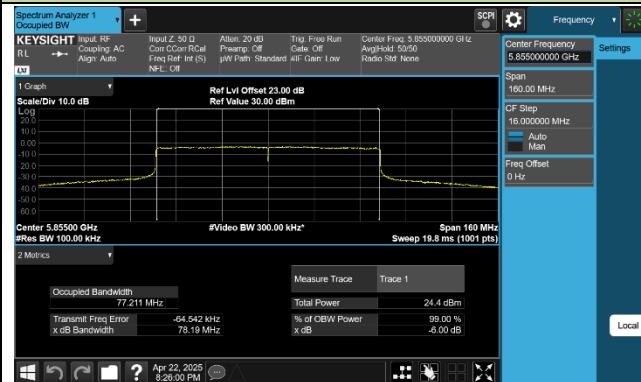 Spectrum Analyzer 1
Occupied BW
+
SCPI
Frequency
KEYSIGHT
RL
LXI
Input: RF
Coupling: AC
Align: Auto
Input Z: 50 Ω
Corr CCorr RCal
Freq Ref: Int (S)
NFE: Off
Atten: 20 dB
Preamp: Off
µW Path: Standard
Trig: Free Run
Gate: Off
#IF Gain: Low
Center Freq: 5.855000000 GHz
Avg|Hold: 50/50
Radio Std: None
Center Frequency
5.855000000 GHz
Settings
Span
160.00 MHz
CF Step
16.000000 MHz
Auto
Man
Freq Offset
0 Hz
1 Graph
Scale/Div 10.0 dB
Ref Lvl Offset 23.00 dB
Ref Value 30.00 dBm
Log
20.0
10.0
0.00
-10.0
-20.0
-30.0
-40.0
-50.0
-60.0
Center 5.85500 GHz
#Res BW 100.00 kHz
#Video BW 300.00 kHz*
Span 160 MHz
Sweep 19.8 ms (1001 pts)
2 Metrics
Measure Trace
Trace 1
Occupied Bandwidth
77.211 MHz
Total Power
24.4 dBm
Transmit Freq Error
-64.542 kHz
% of OBW Power
99.00 %
x dB Bandwidth
78.19 MHz
x dB
-6.00 dB
Local
?
Apr 22, 2025
8:26:00 PM